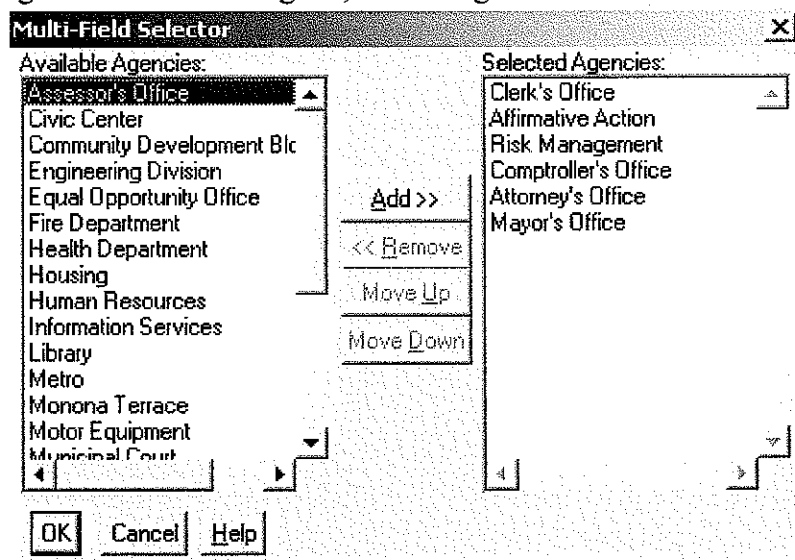 Multi-Field Selector
Available Agencies:
Assessor's Office
Civic Center
Community Development Blc
Engineering Division
Equal Opportunity Office
Fire Department
Health Department
Housing
Human Resources
Information Services
Library
Metro
Monona Terrace
Motor Equipment
Municipal Court
Add >>
<< Remove
Move Up
Move Down
Selected Agencies:
Clerk's Office
Affirmative Action
Risk Management
Comptroller's Office
Attorney's Office
Mayor's Office
OK
Cancel
Help